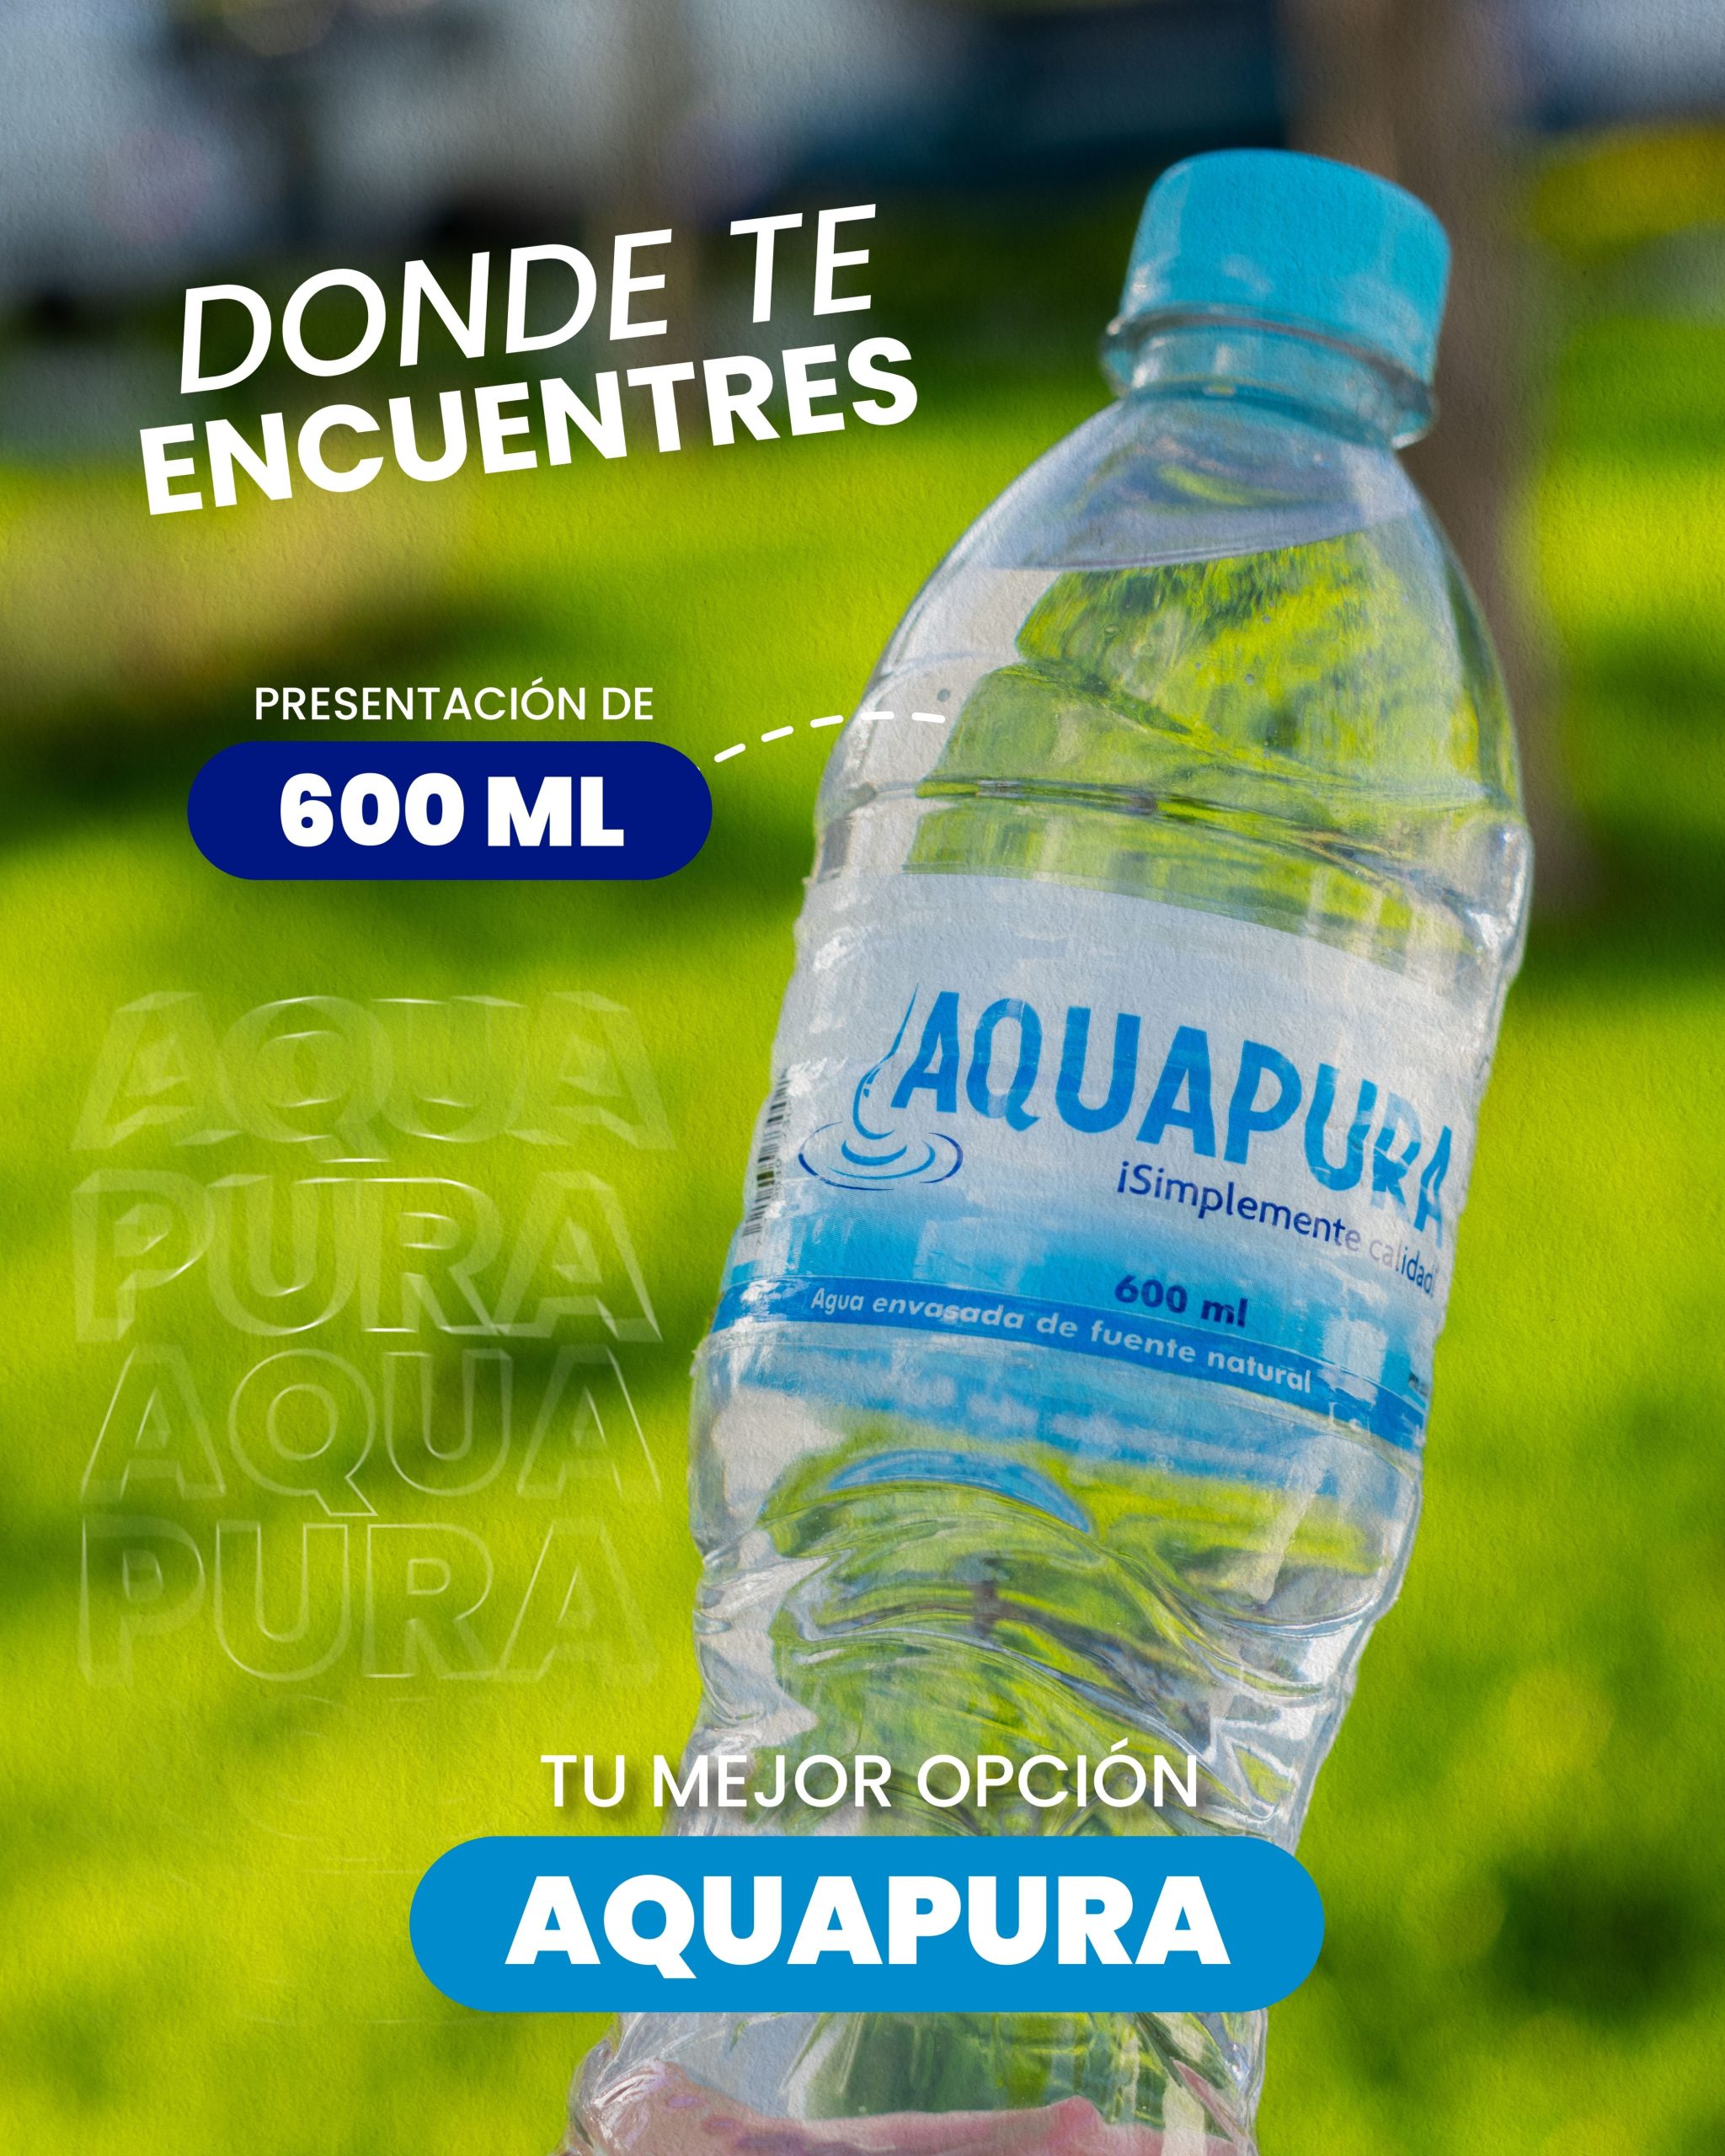 DONDE TE
ENCUENTRES
PRESENTACIÓN DE
600 ML
AQUA
PURA
AQUA
PURA
AQUAPURA
¡Simplemente calidad!
600 ml
Agua envasada de fuente natural
TU MEJOR OPCIÓN
AQUAPURA